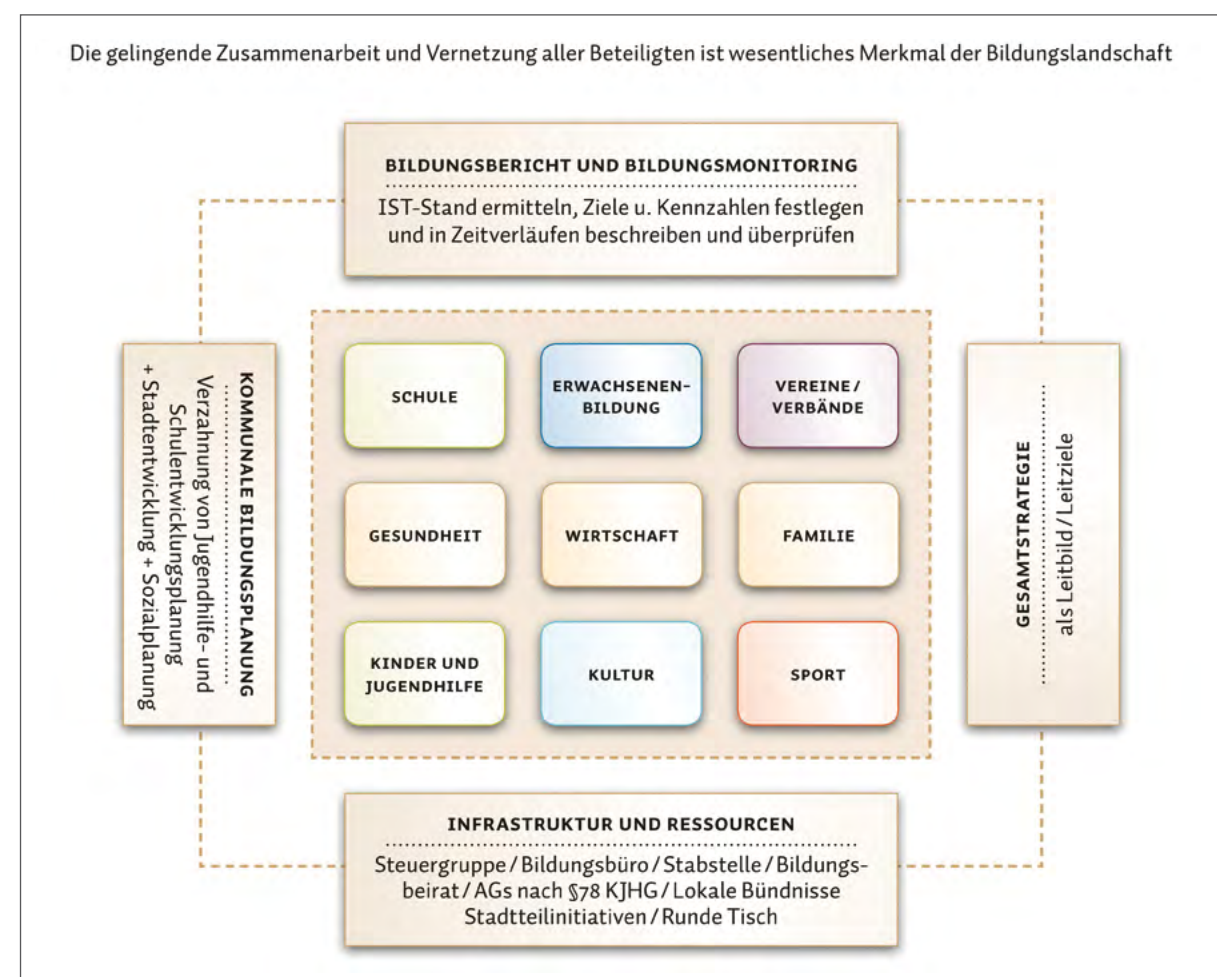 Die gelingende Zusammenarbeit und Vernetzung aller Beteiligten ist wesentliches Merkmal der Bildungslandschaft
BILDUNGSBERICHT UND BILDUNGSMONITORING
IST-Stand ermitteln, Ziele u. Kennzahlen festlegen
und in Zeitverläufen beschreiben und überprüfen
KOMMUNALE BILDUNGSPLANUNG
Verzahnung von Jugendhilfe- und
Schulentwicklungsplanung
+ Stadtentwicklung + Sozialplanung
SCHULE
ERWACHSENEN-
BILDUNG
VEREINE /
VERBÄNDE
GESUNDHEIT
WIRTSCHAFT
FAMILIE
KINDER UND
JUGENDHILFE
KULTUR
SPORT
GESAMTSTRATEGIE
als Leitbild / Leitziele
INFRASTRUKTUR UND RESSOURCEN
Steuergruppe / Bildungsbüro / Stabstelle / Bildungs-
beirat / AGs nach §78 KJHG / Lokale Bündnisse
Stadtteilinitiativen / Runde Tisch